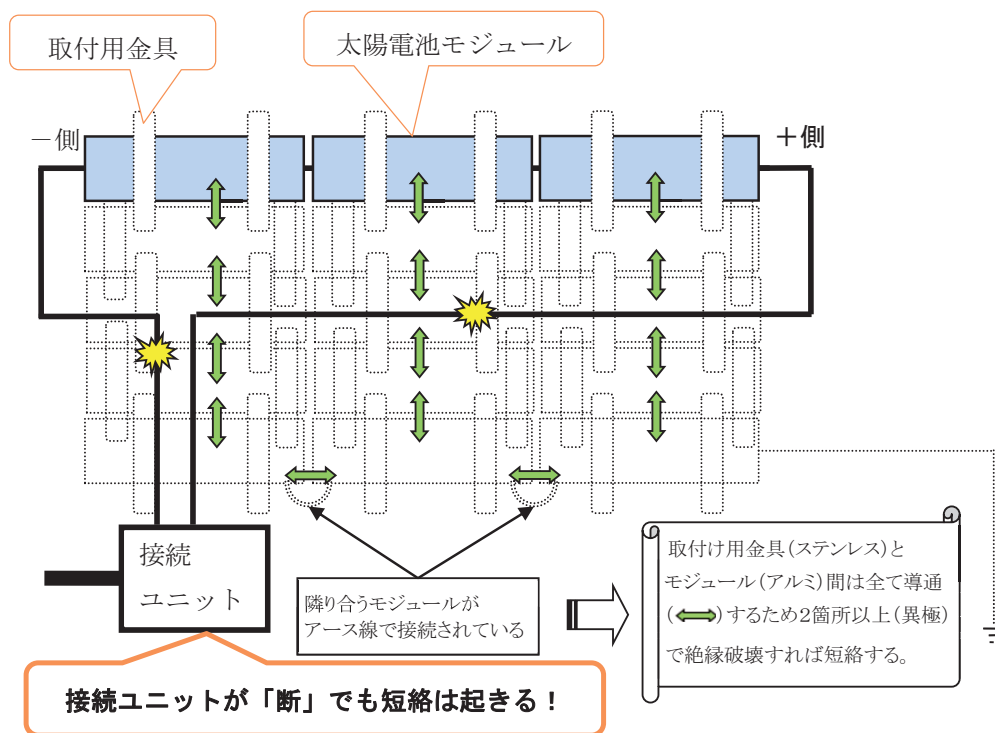 取付用金具
太陽電池モジュール
－側
＋側
接続
ユニット
隣り合うモジュールが
アース線で接続されている
取付け用金具(ステンレス)と
モジュール(アルミ)間は全て導通
(⟺)するため2箇所以上(異極)
で絶縁破壊すれば短絡する。
接続ユニットが「断」でも短絡は起きる！